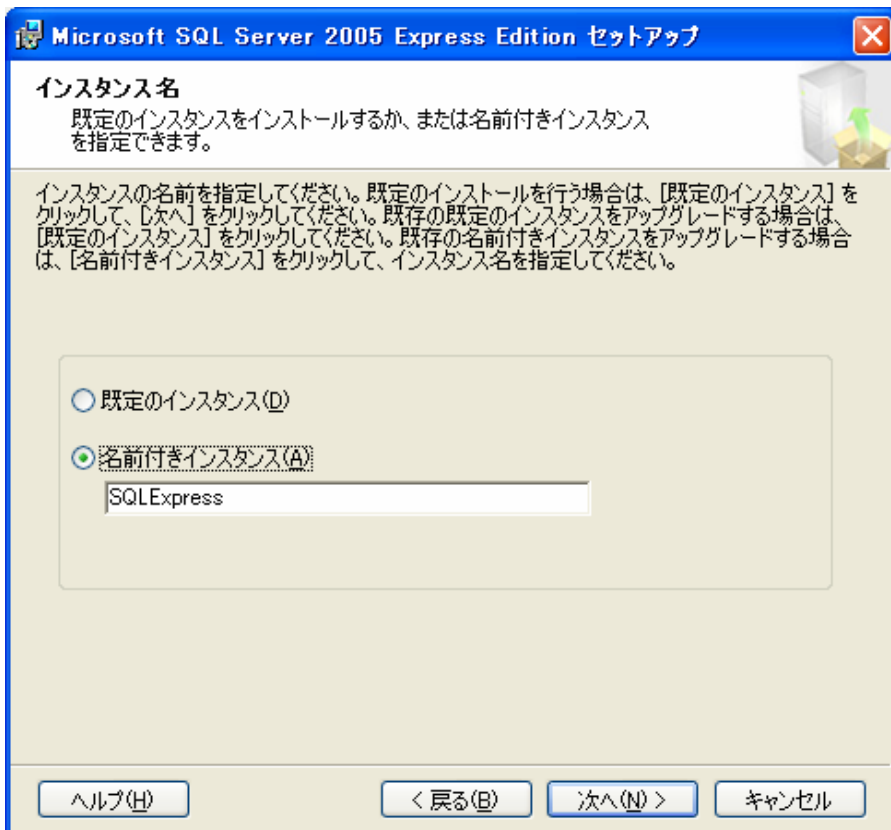 Microsoft SQL Server 2005 Express Edition セットアップ
インスタンス名
既定のインスタンスをインストールするか、または名前付きインスタンス
を指定できます。
インスタンスの名前を指定してください。既定のインストールを行う場合は、[既定のインスタンス] を
クリックして、[次へ] をクリックしてください。既存の既定のインスタンスをアップグレードする場合は、
[既定のインスタンス] をクリックしてください。既存の名前付きインスタンスをアップグレードする場合
は、[名前付きインスタンス] をクリックして、インスタンス名を指定してください。
既定のインスタンス(D)
名前付きインスタンス(A)
SQLExpress
ヘルプ(H)
< 戻る(B)
次へ(N) >
キャンセル